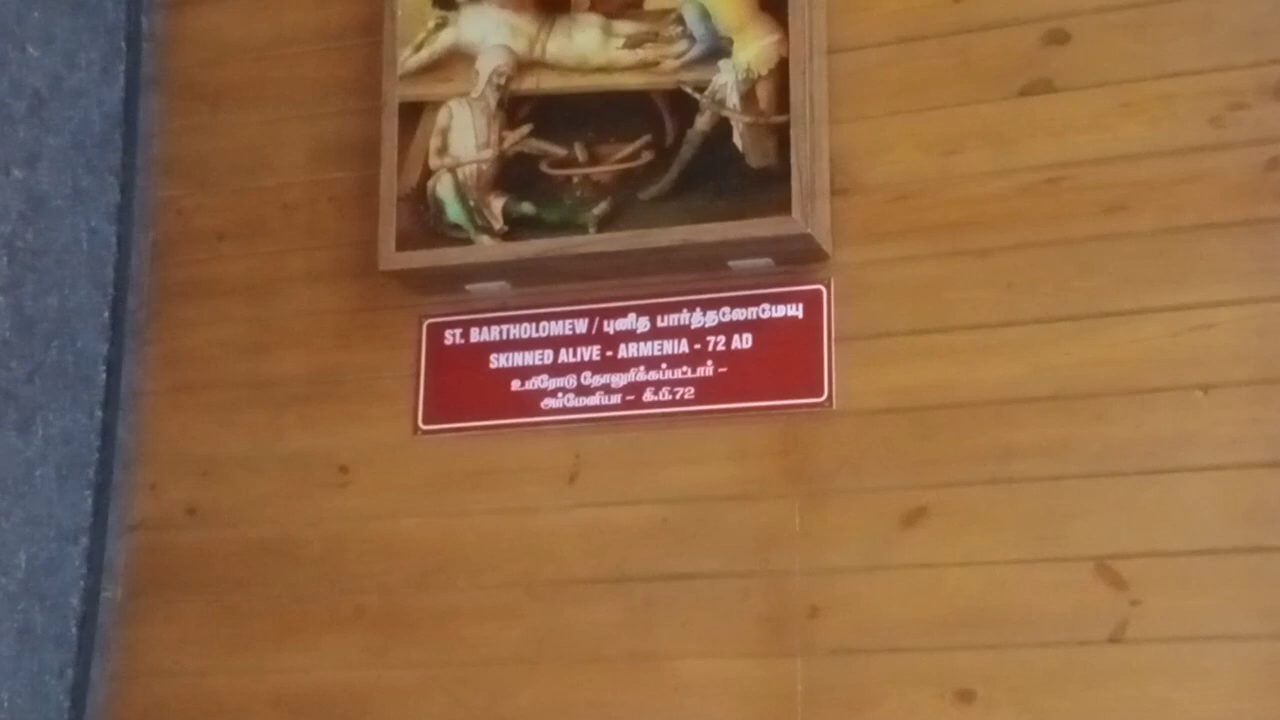 ST. BARTHOLOMEW / புனித பார்த்தலோமேயு
SKINNED ALIVE - ARMENIA - 72 AD
உயிரோடு தோலுரிக்கப்பட்டார் -
அர்மேனியா - கி.பி.72